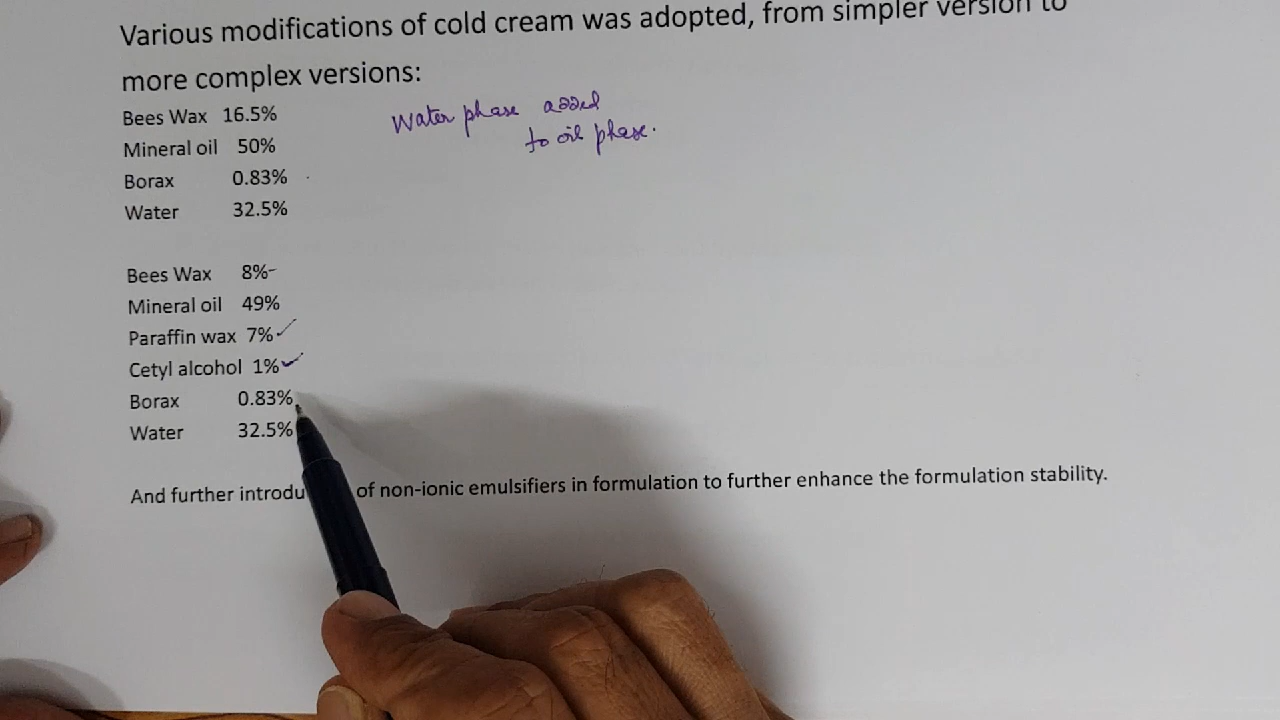 Various modifications of cold cream was adopted, from simpler version to
more complex versions:
Bees Wax 16.5%
Water phase added
Mineral oil 50%
to oil phase.
Borax 0.83%
Water 32.5%
Bees Wax 8%-
Mineral oil 49%
Paraffin wax 7% ✓
Cetyl alcohol 1% ✓
Borax 0.83%
Water 32.5%
And further introdu of non-ionic emulsifiers in formulation to further enhance the formulation stability.